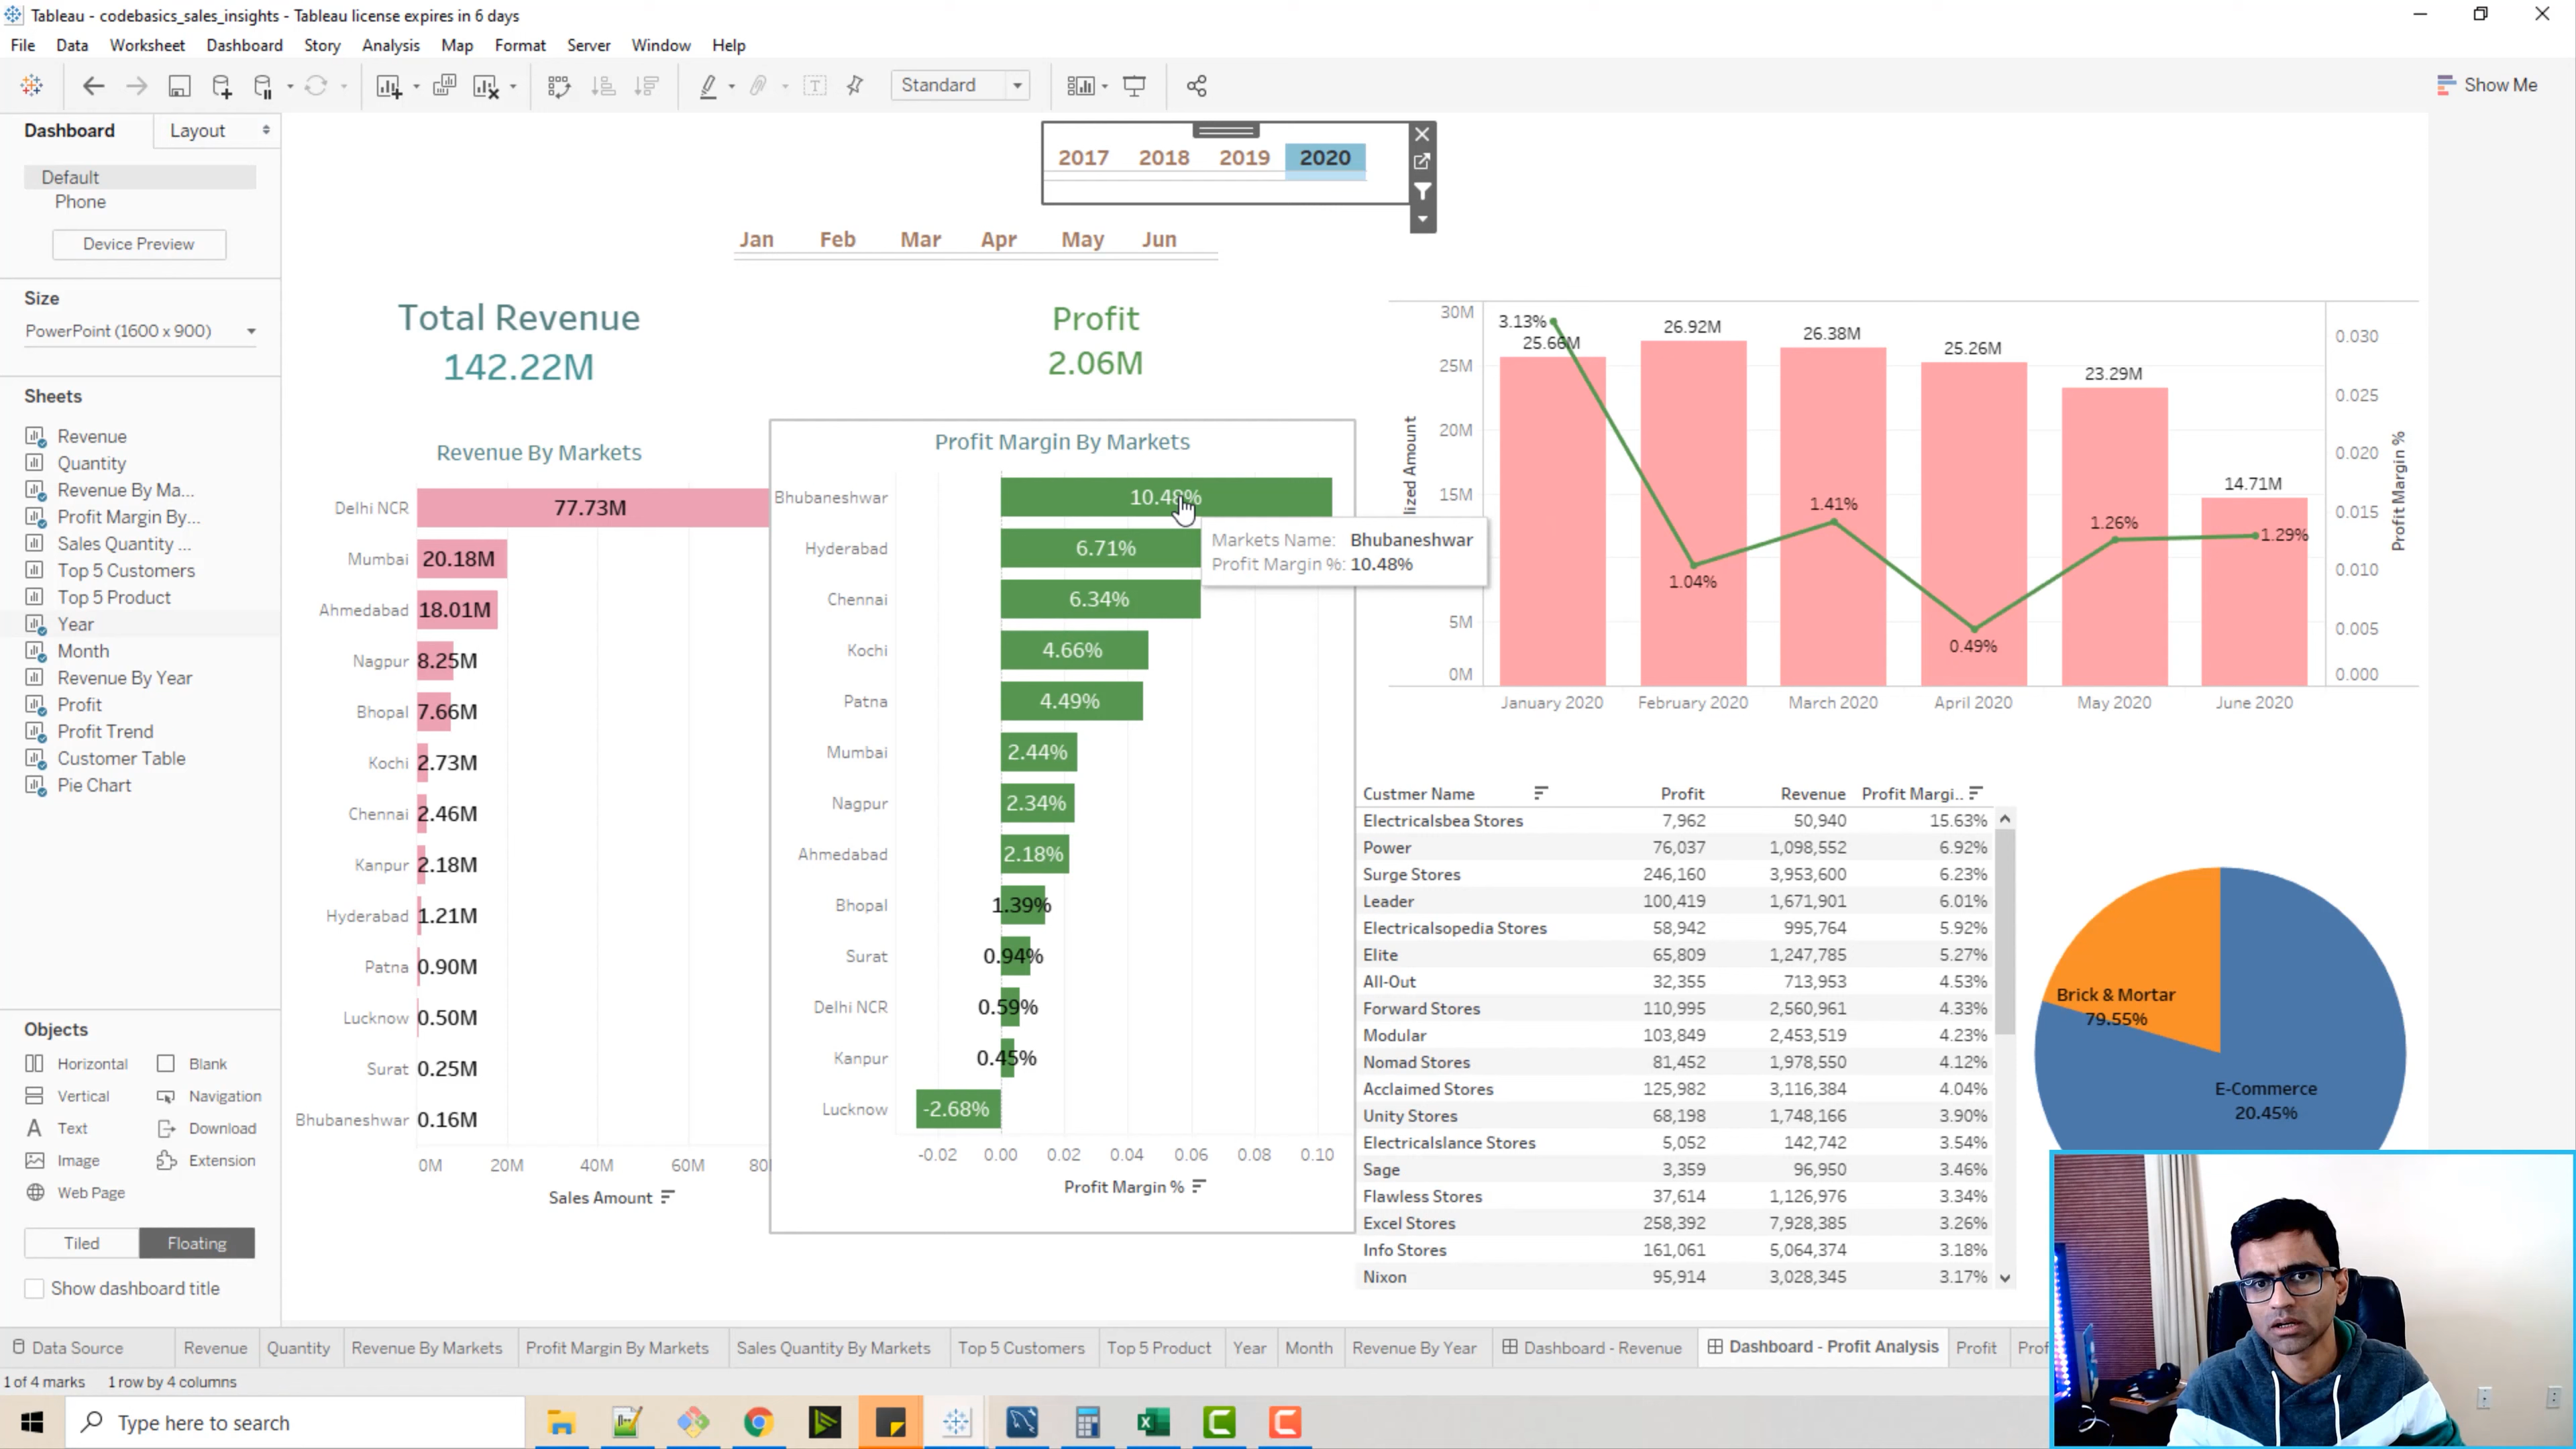 Tableau - codebasics_sales_insights - Tableau license expires in 6 days
File Data Worksheet Dashboard Story Analysis Map Format Server Window Help
Standard
Show Me
Dashboard Layout
Default
Phone
Device Preview
Size
PowerPoint (1600 x 900)
Sheets
Revenue
Quantity
Revenue By Ma...
Profit Margin By...
Sales Quantity ...
Top 5 Customers
Top 5 Product
Year
Month
Revenue By Year
Profit
Profit Trend
Customer Table
Pie Chart
Objects
Horizontal Blank
Vertical Navigation
Text Download
Image Extension
Web Page
Tiled Floating
Show dashboard title
2017 2018 2019 2020
Jan Feb Mar Apr May Jun
Total Revenue
142.22M
Profit
2.06M
Revenue By Markets
Delhi NCR 77.73M
Mumbai 20.18M
Ahmedabad 18.01M
Nagpur 8.25M
Bhopal 7.66M
Kochi 2.73M
Chennai 2.46M
Kanpur 2.18M
Hyderabad 1.21M
Patna 0.90M
Lucknow 0.50M
Surat 0.25M
Bhubaneshwar 0.16M
0M 20M 40M 60M 80
Sales Amount
Profit Margin By Markets
Bhubaneshwar 10.48%
Hyderabad 6.71%
Chennai 6.34%
Kochi 4.66%
Patna 4.49%
Mumbai 2.44%
Nagpur 2.34%
Ahmedabad 2.18%
Bhopal 1.39%
Surat 0.94%
Delhi NCR 0.59%
Kanpur 0.45%
Lucknow -2.68%
-0.02 0.00 0.02 0.04 0.06 0.08 0.10
Profit Margin %
Markets Name: Bhubaneshwar
Profit Margin %: 10.48%
30M
25M
20M
15M
5M
0M
lized Amount
3.13%
25.66M
26.92M
26.38M
25.26M
23.29M
14.71M
1.04%
1.41%
0.49%
1.26%
1.29%
0.030
0.025
0.020
0.015
0.010
0.005
0.000
Profit Margin %
January 2020 February 2020 March 2020 April 2020 May 2020 June 2020
Custmer Name Profit Revenue Profit Margi..
Electricalsbea Stores 7,962 50,940 15.63%
Power 76,037 1,098,552 6.92%
Surge Stores 246,160 3,953,600 6.23%
Leader 100,419 1,671,901 6.01%
Electricalsopedia Stores 58,942 995,764 5.92%
Elite 65,809 1,247,785 5.27%
All-Out 32,355 713,953 4.53%
Forward Stores 110,995 2,560,961 4.33%
Modular 103,849 2,453,519 4.23%
Nomad Stores 81,452 1,978,550 4.12%
Acclaimed Stores 125,982 3,116,384 4.04%
Unity Stores 68,198 1,748,166 3.90%
Electricalslance Stores 5,052 142,742 3.54%
Sage 3,359 96,950 3.46%
Flawless Stores 37,614 1,126,976 3.34%
Excel Stores 258,392 7,928,385 3.26%
Info Stores 161,061 5,064,374 3.18%
Nixon 95,914 3,028,345 3.17%
Brick & Mortar
79.55%
E-Commerce
20.45%
Data Source Revenue Quantity Revenue By Markets Profit Margin By Markets Sales Quantity By Markets Top 5 Customers Top 5 Product Year Month Revenue By Year Dashboard - Revenue Dashboard - Profit Analysis Profit Prof
1 of 4 marks 1 row by 4 columns
Type here to search